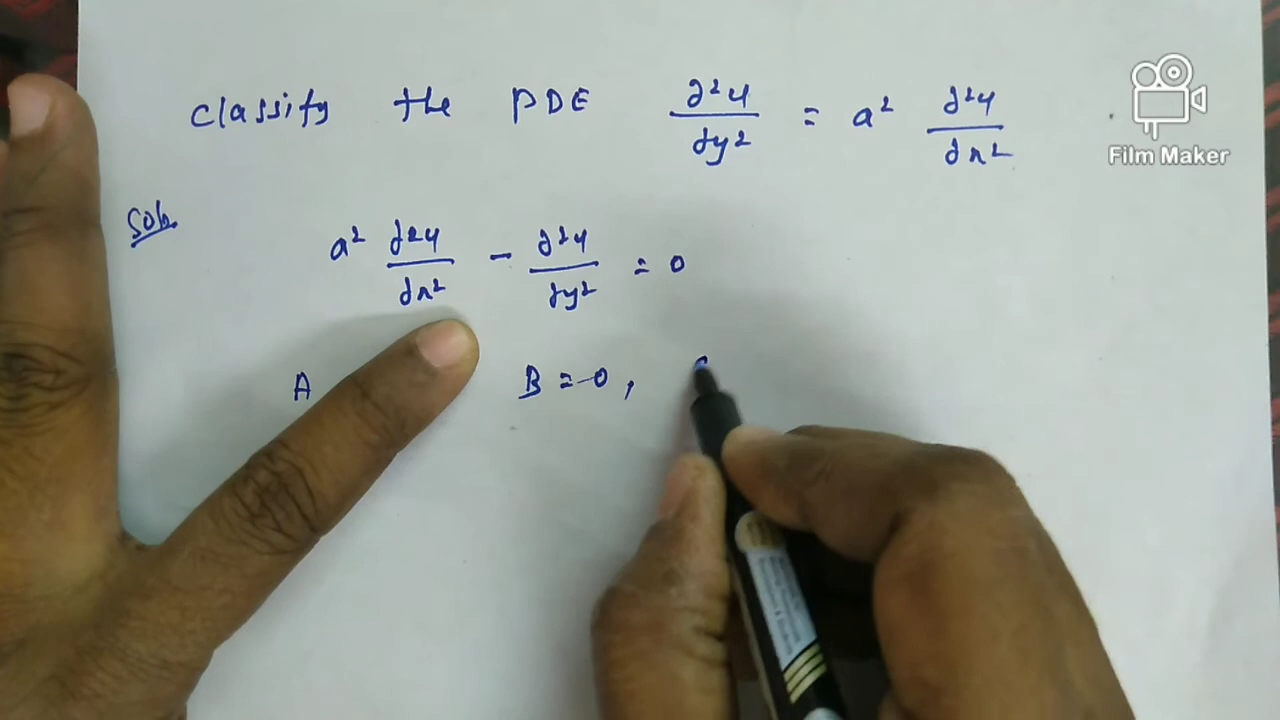 classify the PDE ∂²u/∂y² = a² ∂²u/∂x²
Film Maker
Soln.
a² ∂²u/∂x² - ∂²u/∂y² = 0
A B = 0,